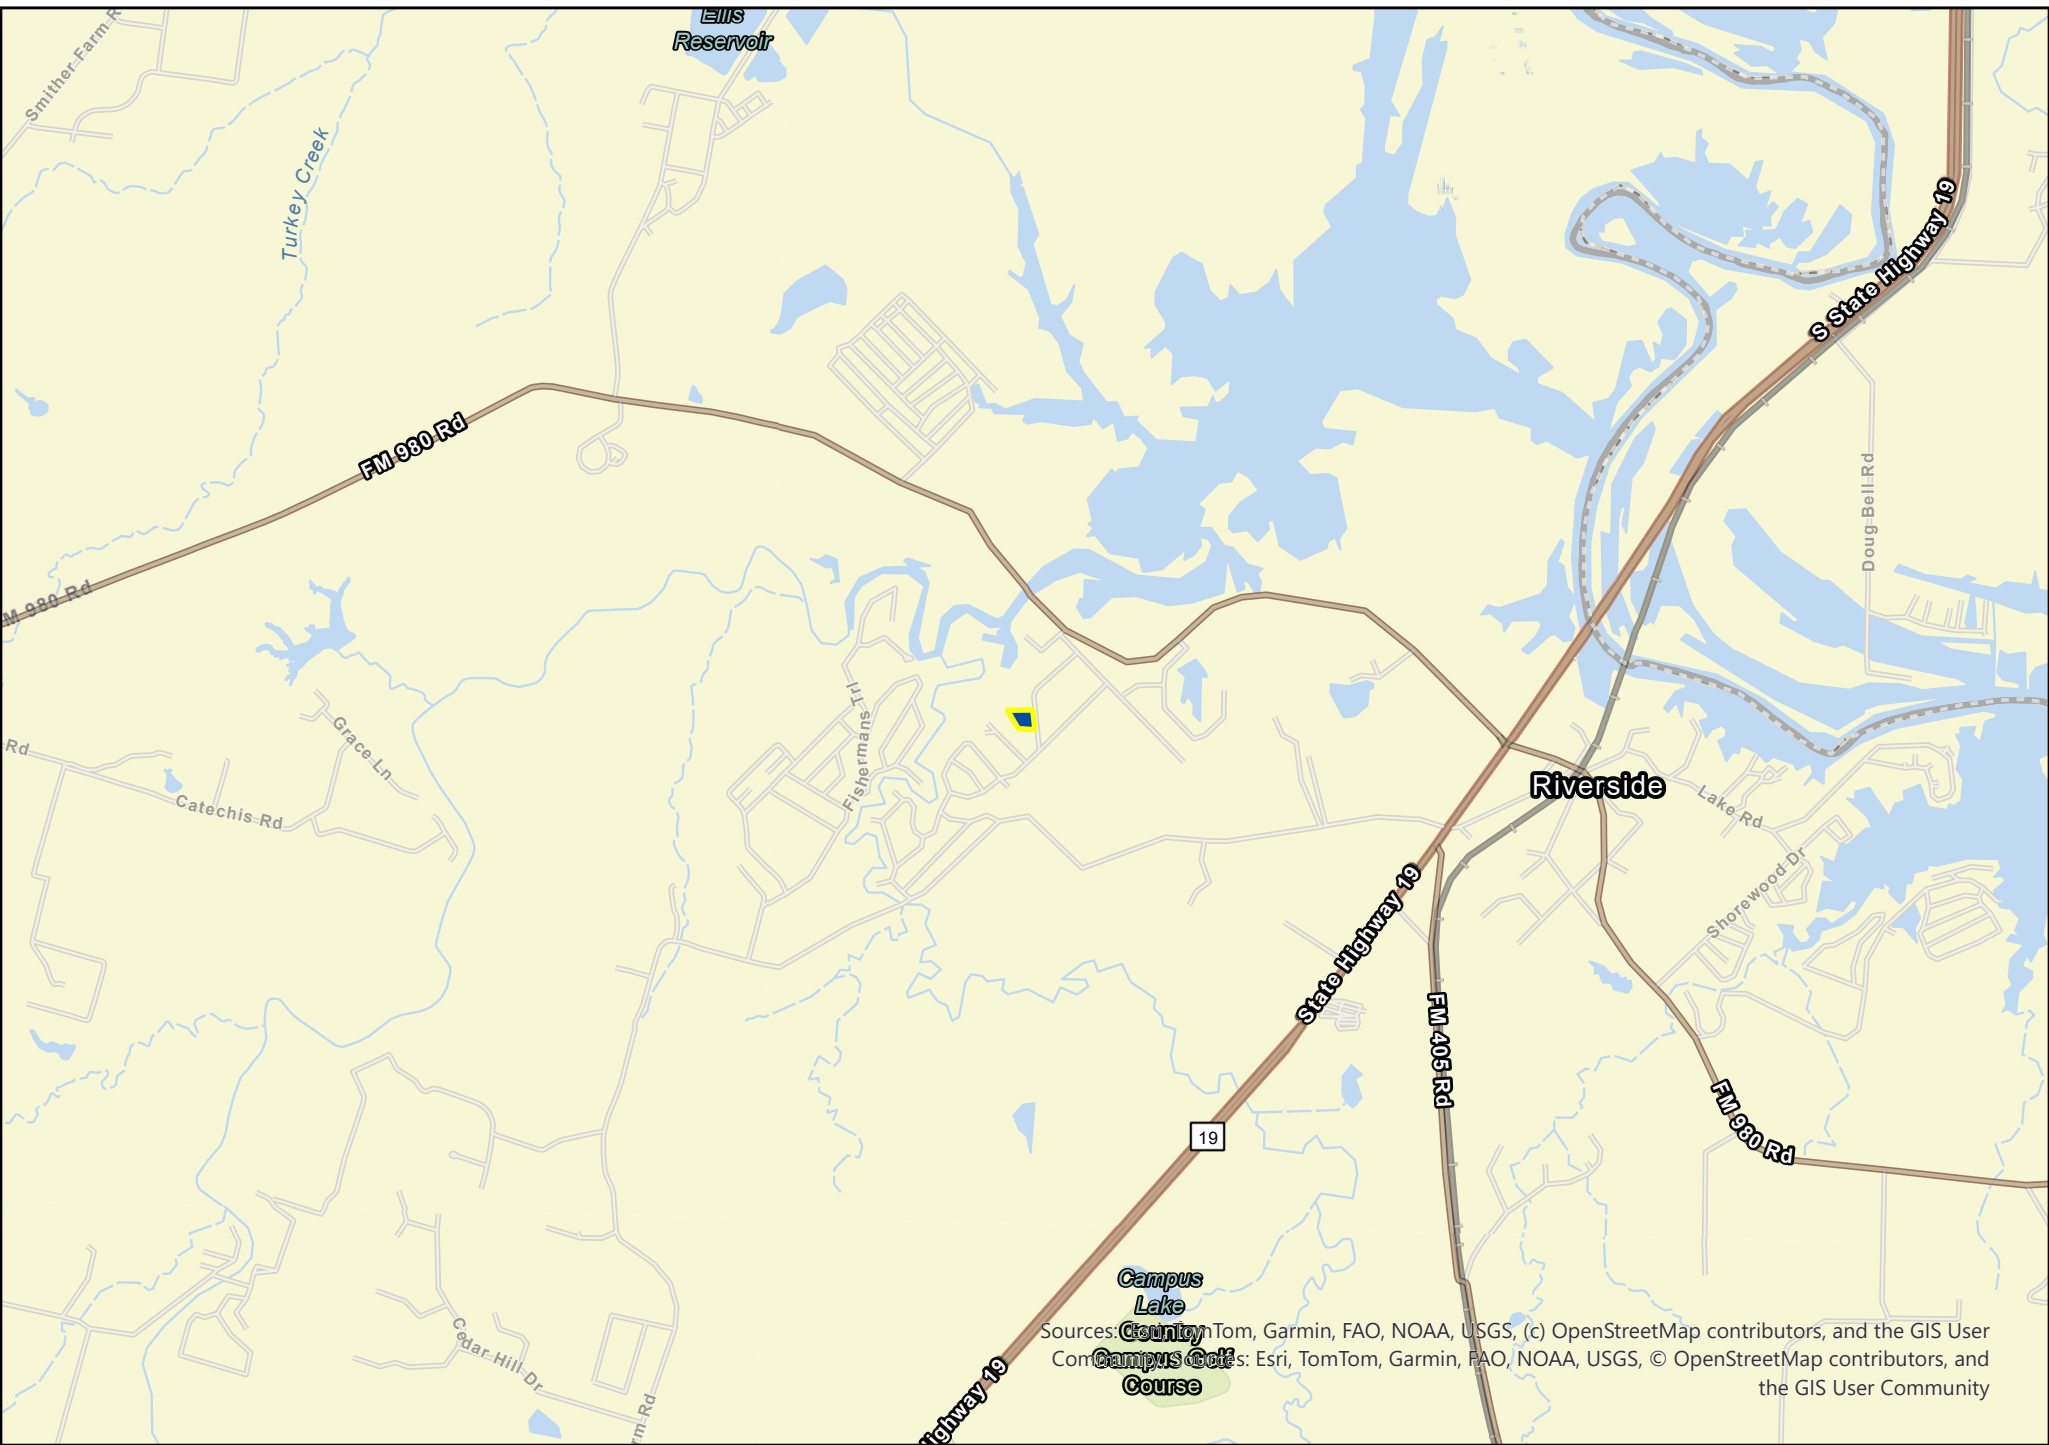 Ellis
Reservoir
Smither Farm R
Turkey Creek
S State Highway 19
FM 980 Rd
Doug Bell Rd
M 980 Rd
Fishermans Trl
Grace Ln
Rd
Catechis Rd
Riverside
Lake Rd
Shorewood Dr
State Highway 19
FM 405 Rd
FM 980 Rd
19
Campus
Lake
Country
Campus Golf
Course
Cedar Hill Dr
rm Rd
Highway 19
Sources: Esri, TomTom, Garmin, FAO, NOAA, USGS, (c) OpenStreetMap contributors, and the GIS User
Community, Sources: Esri, TomTom, Garmin, FAO, NOAA, USGS, © OpenStreetMap contributors, and
the GIS User Community